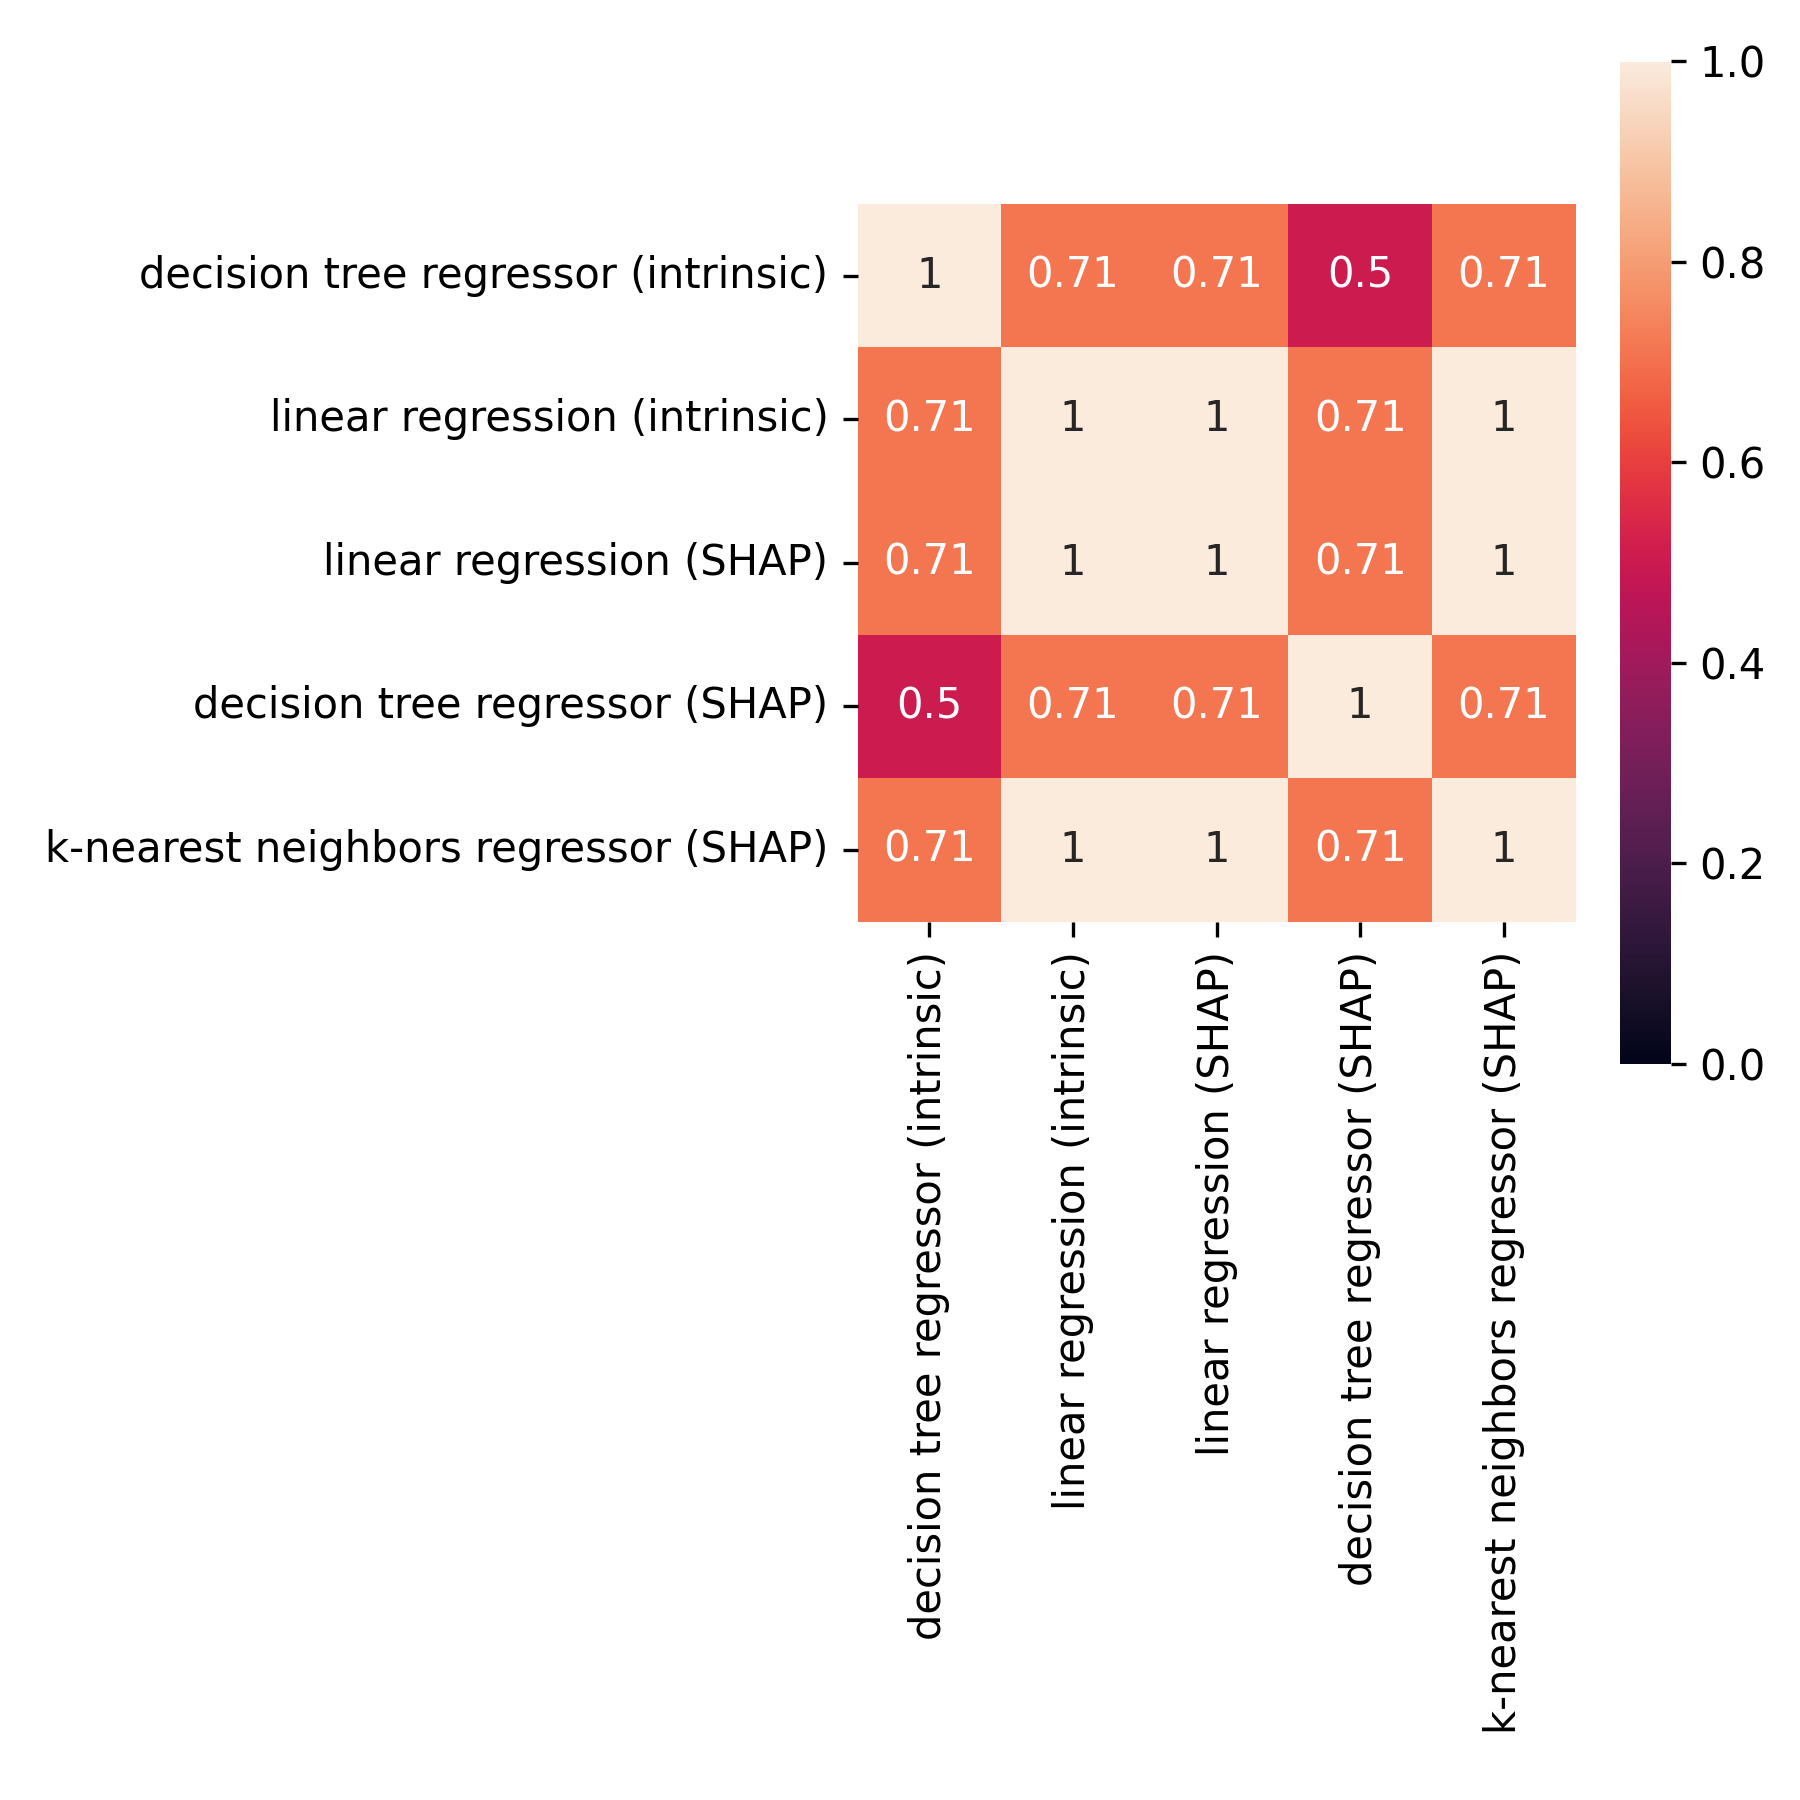 1.0
0.8
0.6
0.4
0.2
0.0
decision tree regressor (intrinsic) 1 0.71 0.71 0.5 0.71
linear regression (intrinsic) 0.71 1 1 0.71 1
linear regression (SHAP) 0.71 1 1 0.71 1
decision tree regressor (SHAP) 0.5 0.71 0.71 1 0.71
k-nearest neighbors regressor (SHAP) 0.71 1 1 0.71 1
decision tree regressor (intrinsic)
linear regression (intrinsic)
linear regression (SHAP)
decision tree regressor (SHAP)
k-nearest neighbors regressor (SHAP)